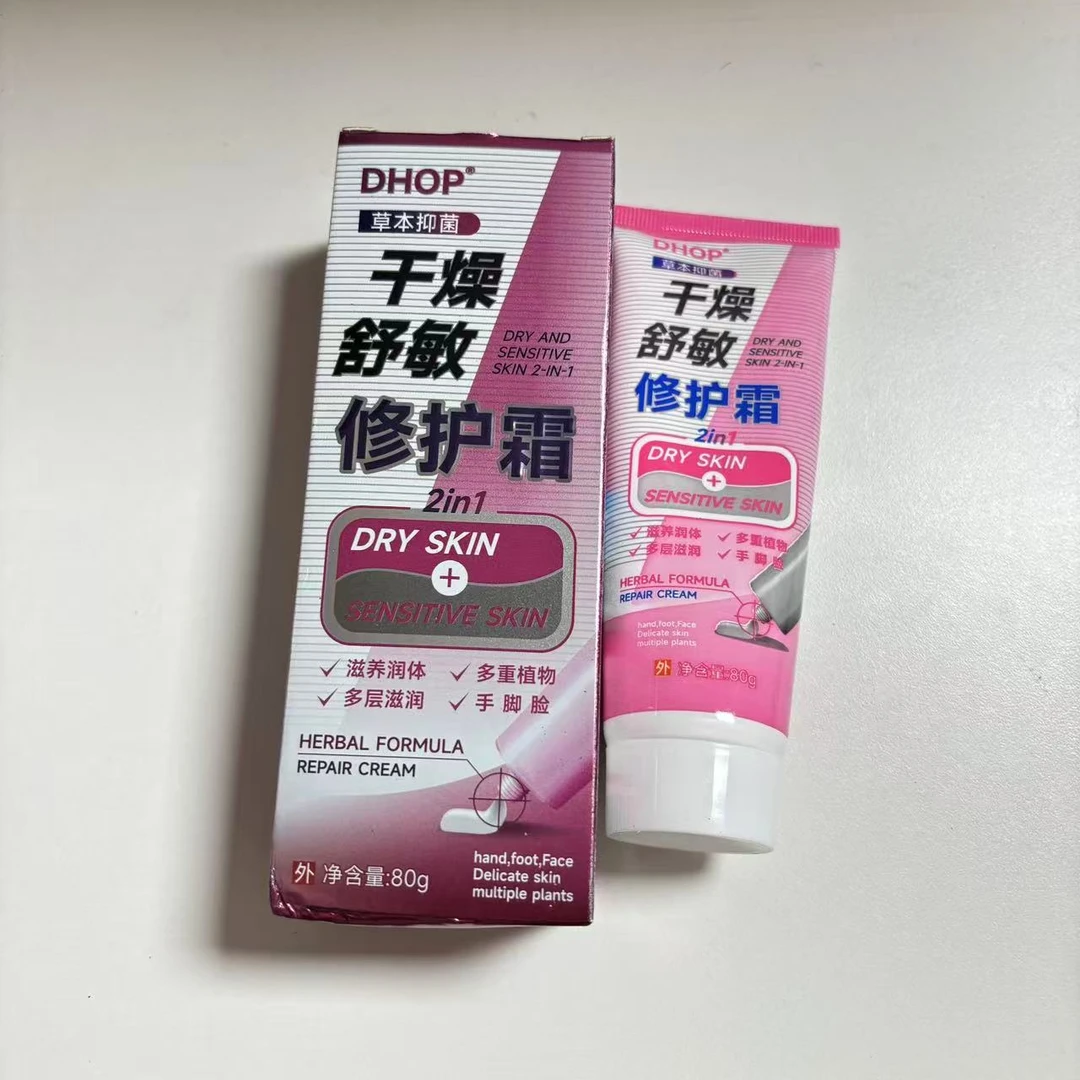 DHOP®
草本抑菌
干燥
舒敏
DRY AND
SENSITIVE
SKIN 2-IN-1
修护霜
2in1
DRY SKIN
+
SENSITIVE SKIN
✓ 滋养润体 ✓ 多重植物
✓ 多层滋润 ✓ 手 脚 脸
HERBAL FORMULA
REPAIR CREAM
外 净含量:80g
hand,foot,Face
Delicate skin
multiple plants
DHOP®
草本抑菌
干燥
舒敏
DRY AND
SENSITIVE
SKIN 2-IN-1
修护霜
2in1
DRY SKIN
+
SENSITIVE SKIN
✓ 滋养润体 ✓ 多重植物
✓ 多层滋润 ✓ 手 脚 脸
HERBAL FORMULA
REPAIR CREAM
hand,foot,Face
Delicate skin
multiple plants
外 净含量:80g